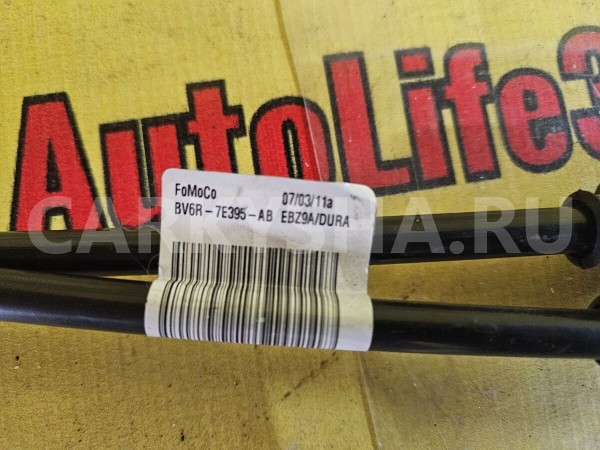 AutoLife3
FoMoCo 07/03/11a
BV6R-7E395-AB EBZ9A/DURA
CARKYSHA.RU